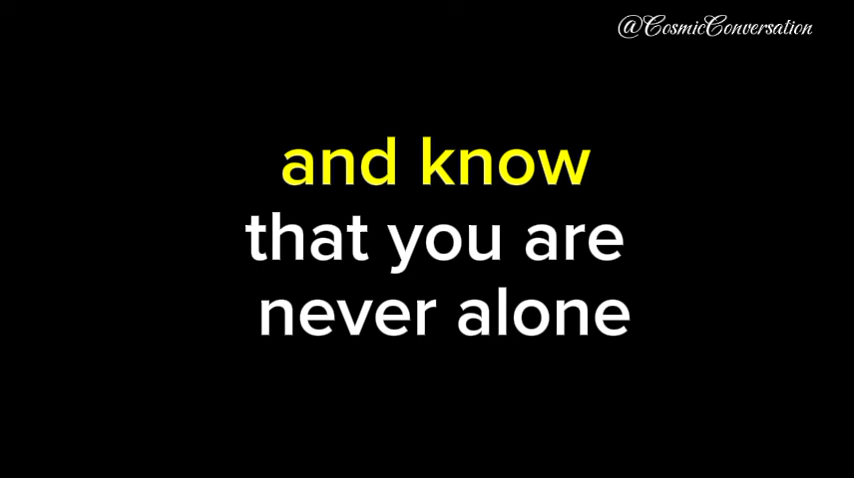 @CosmicConversation
and know
that you are
never alone